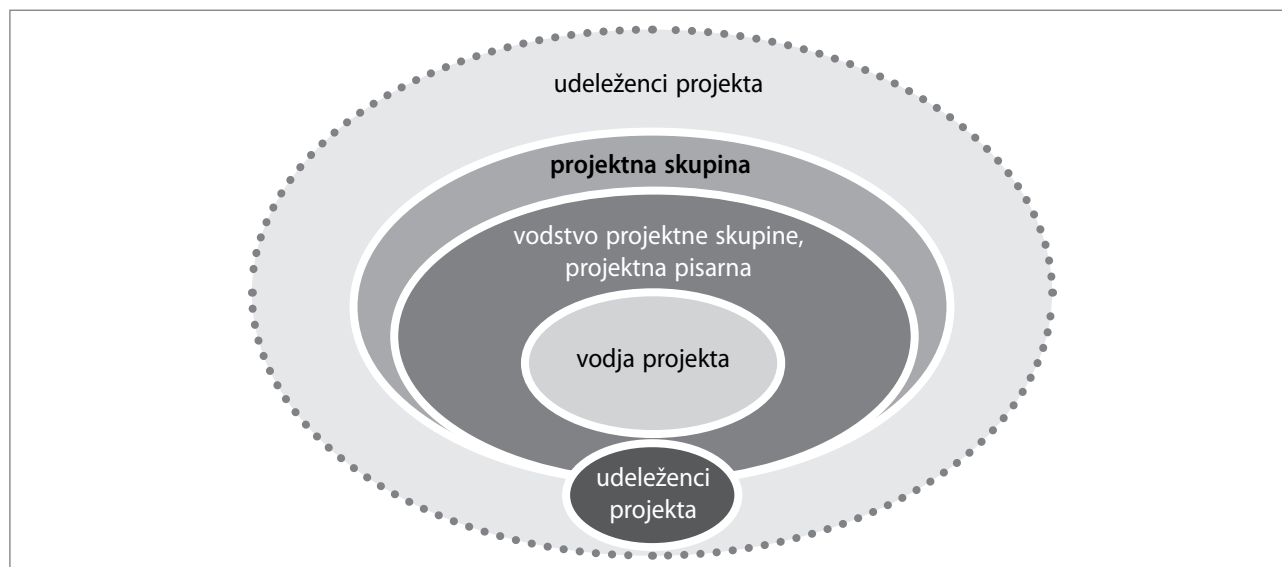 udeleženci projekta
projektna skupina
vodstvo projektne skupine,
projektna pisarna
vodja projekta
udeleženci
projekta